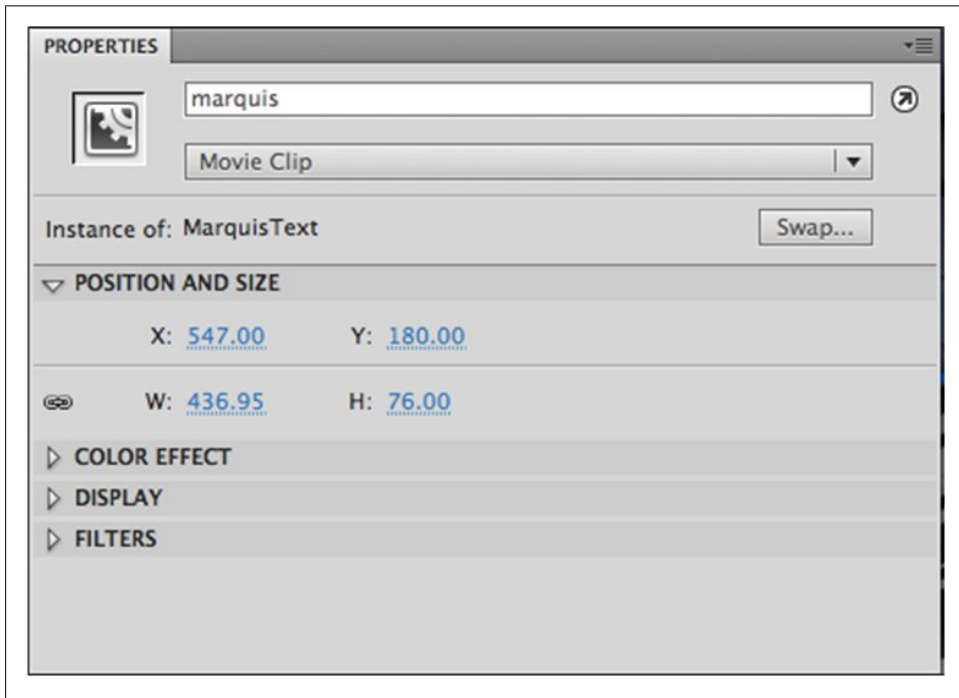 PROPERTIES
marquis
Movie Clip
Instance of: MarquisText Swap...
POSITION AND SIZE
X: 547.00 Y: 180.00
W: 436.95 H: 76.00
COLOR EFFECT
DISPLAY
FILTERS